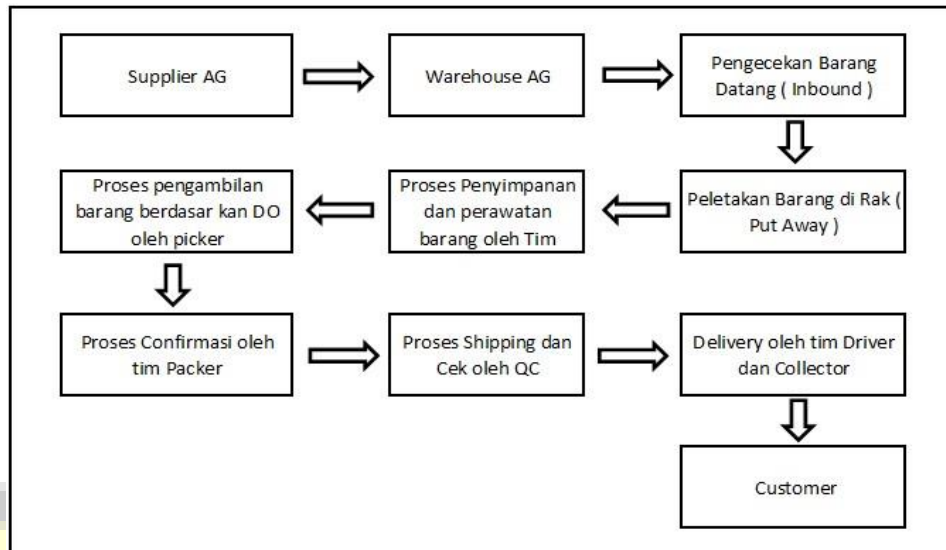 Supplier AG
Warehouse AG
Pengecekan Barang
Datang ( Inbound )
Peletakan Barang di Rak (
Put Away )
Proses Penyimpanan
dan perawatan
barang oleh Tim
Proses pengambilan
barang berdasar kan DO
oleh picker
Proses Confirmasi oleh
tim Packer
Proses Shipping dan
Cek oleh QC
Delivery oleh tim Driver
dan Collector
Customer